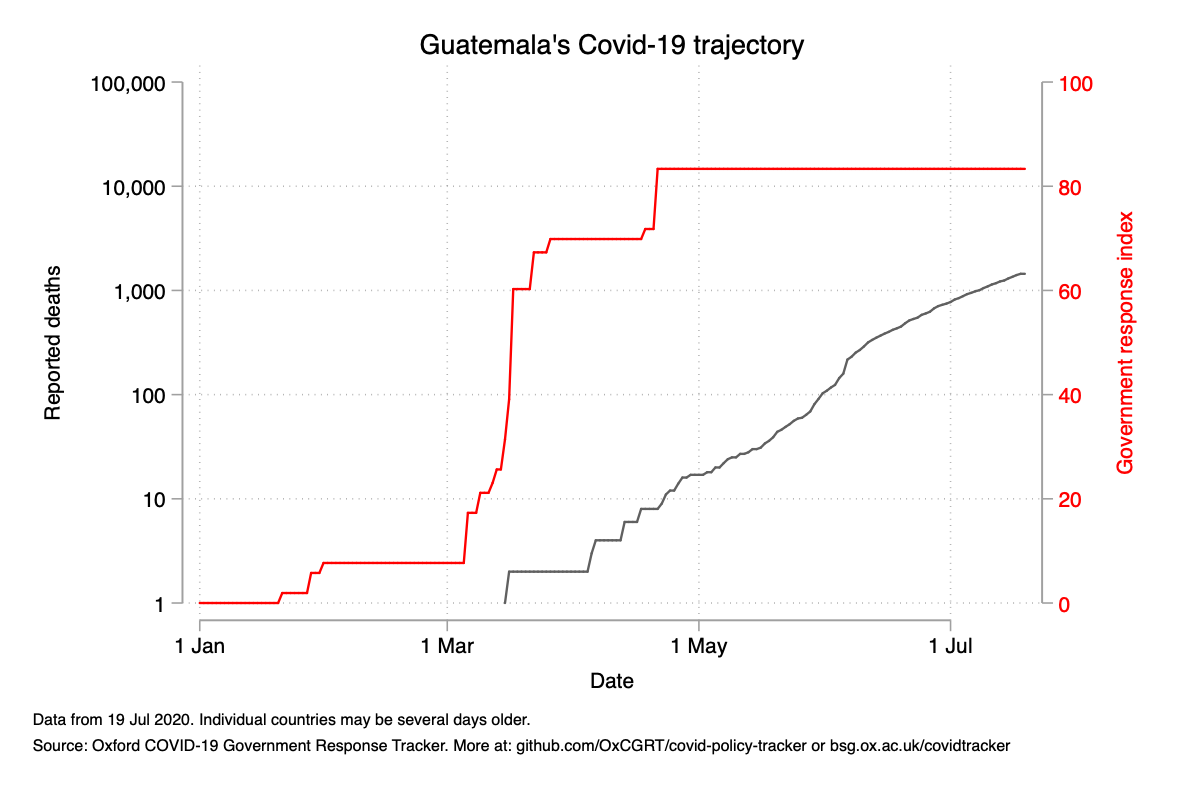 Guatemala's Covid-19 trajectory
100,000
10,000
1,000
100
10
1
Reported deaths
100
80
60
40
20
0
Government response index
1 Jan
1 Mar
1 May
1 Jul
Date
Data from 19 Jul 2020. Individual countries may be several days older.
Source: Oxford COVID-19 Government Response Tracker. More at: github.com/OxCGRT/covid-policy-tracker or bsg.ox.ac.uk/covidtracker